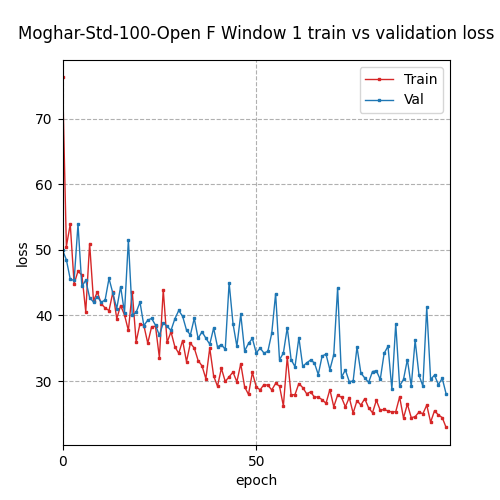 Moghar-Std-100-Open F Window 1 train vs validation loss
Train
Val
70
60
50
40
30
loss
0
50
epoch